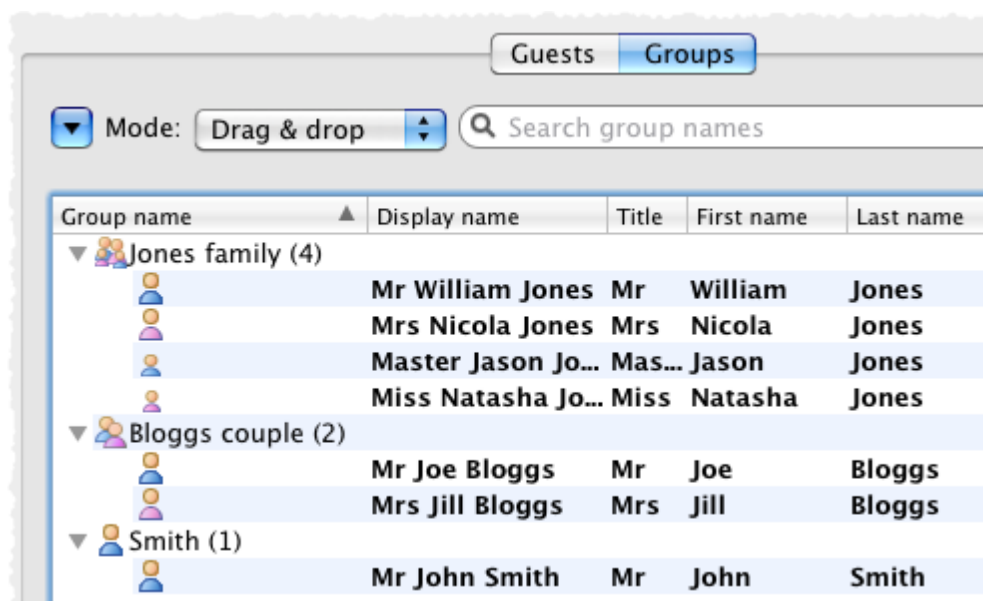 Guests Groups
Mode: Drag & drop Search group names
Group name Display name Title First name Last name
Jones family (4)
Mr William Jones Mr William Jones
Mrs Nicola Jones Mrs Nicola Jones
Master Jason Jo... Mas... Jason Jones
Miss Natasha Jo... Miss Natasha Jones
Bloggs couple (2)
Mr Joe Bloggs Mr Joe Bloggs
Mrs Jill Bloggs Mrs Jill Bloggs
Smith (1)
Mr John Smith Mr John Smith